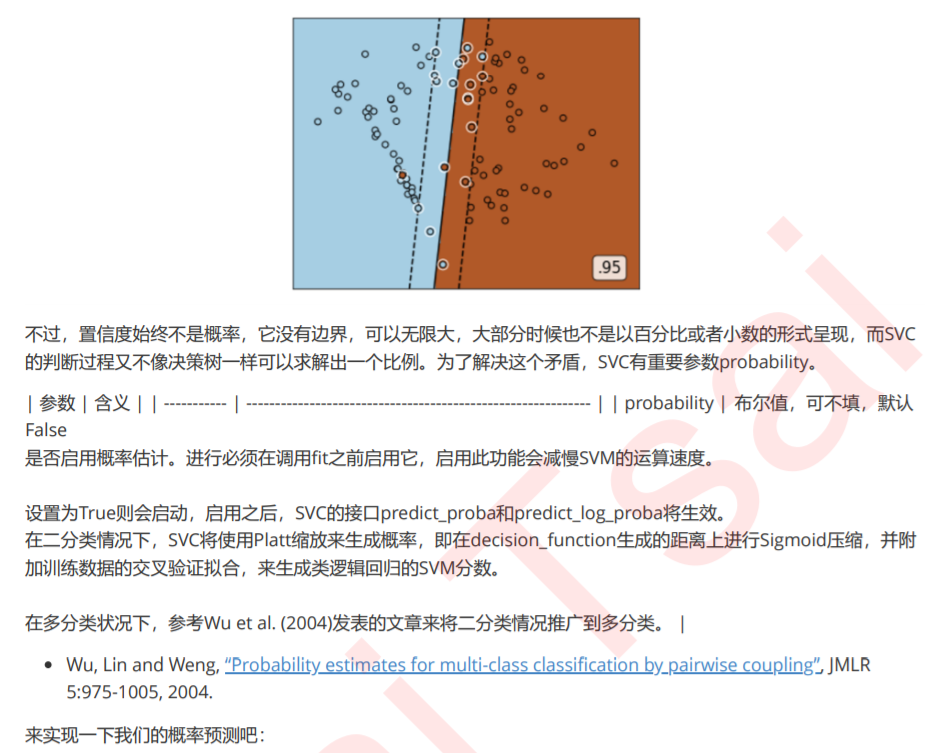 .95
不过，置信度始终不是概率，它没有边界，可以无限大，大部分时候也不是以百分比或者小数的形式呈现，而SVC
的判断过程又不像决策树一样可以求解出一个比例。为了解决这个矛盾，SVC有重要参数probability。
| 参数 | 含义 | | ----------- | ------------------------------------------------------------ | | probability | 布尔值，可不填，默认
False
是否启用概率估计。进行必须在调用fit之前启用它，启用此功能会减慢SVM的运算速度。
设置为True则会启动，启用之后，SVC的接口predict_proba和predict_log_proba将生效。
在二分类情况下，SVC将使用Platt缩放来生成概率，即在decision_function生成的距离上进行Sigmoid压缩，并附
加训练数据的交叉验证拟合，来生成类逻辑回归的SVM分数。
在多分类状况下，参考Wu et al. (2004)发表的文章来将二分类情况推广到多分类。 |
• Wu, Lin and Weng, “Probability estimates for multi-class classification by pairwise coupling”, JMLR
5:975-1005, 2004.
来实现一下我们的概率预测吧：
Tsai